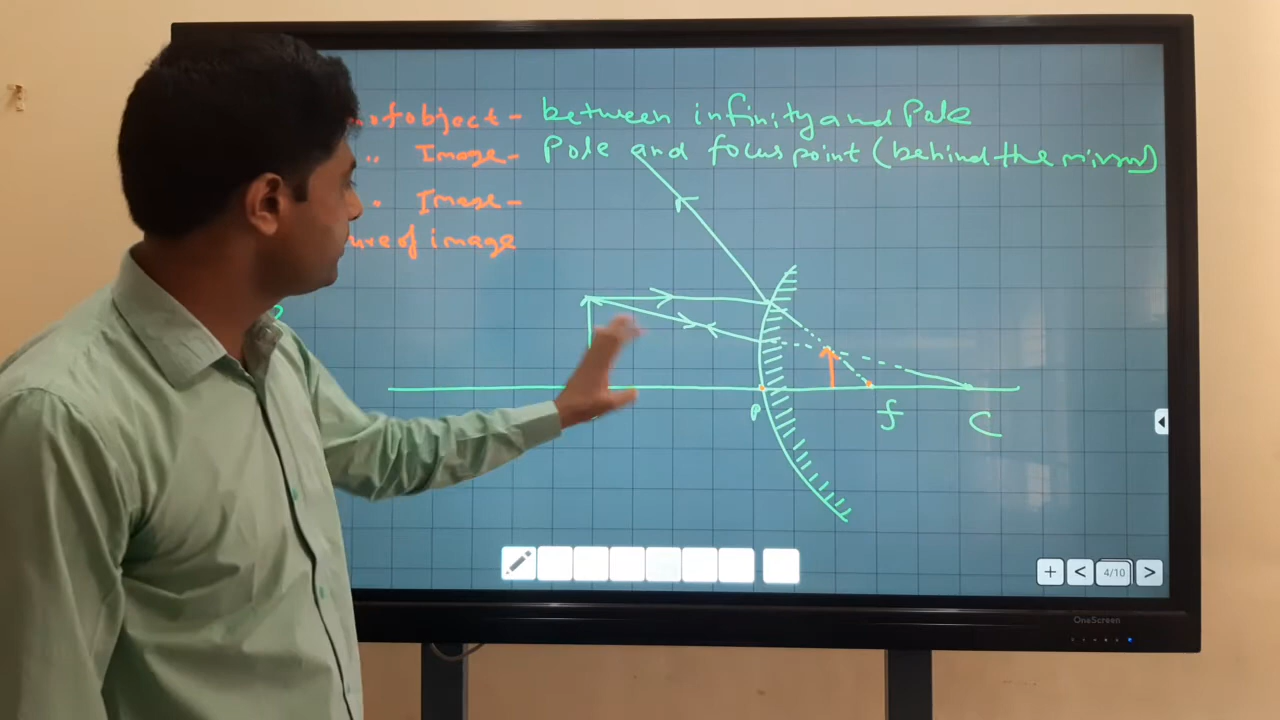 of object - between infinity and Pole
,, Image - Pole and focus point (behind the mirror)
Image -
of image
P
f
C
+ < 4/10 >
OneScreen